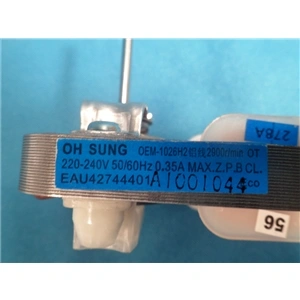 OH SUNG OEM-1026H2 2900r/min OT
220-240V 50/60Hz 0.35A MAX.Z.P.B CL.
EAU42744401 A1001044 CD
278A
56